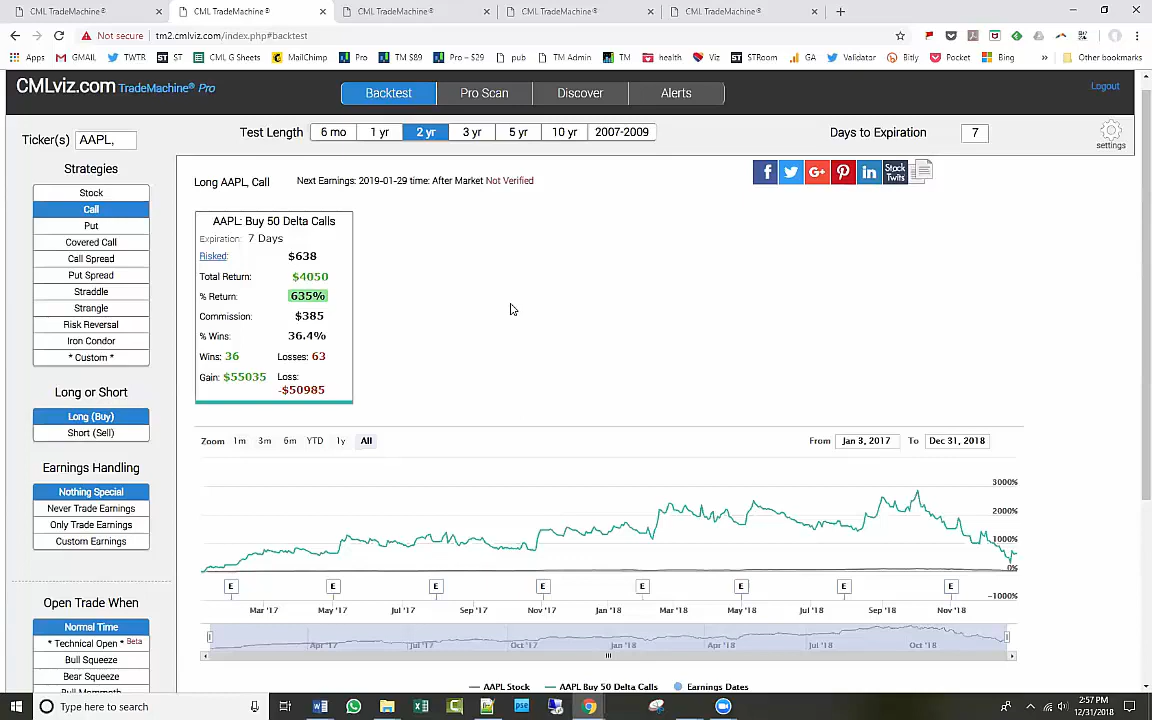 CML TradeMachine®
CML TradeMachine®
CML TradeMachine®
CML TradeMachine®
CML TradeMachine®
Not secure tm2.cmlviz.com/index.php#backtest
Apps GMAIL TWTR ST CML G Sheets MailChimp Pro TM $89 Pro ~ $29 pub TM Admin TM health Viz STRoom GA Validator Bitly Pocket Bing » Other bookmarks
CMLviz.com TradeMachine® Pro
Backtest Pro Scan Discover Alerts
Logout
Ticker(s) AAPL,
Test Length 6 mo 1 yr 2 yr 3 yr 5 yr 10 yr 2007-2009
Days to Expiration 7
settings
Strategies
Stock
Call
Put
Covered Call
Call Spread
Put Spread
Straddle
Strangle
Risk Reversal
Iron Condor
* Custom *
Long or Short
Long (Buy)
Short (Sell)
Earnings Handling
Nothing Special
Never Trade Earnings
Only Trade Earnings
Custom Earnings
Open Trade When
Normal Time
* Technical Open * Beta
Bull Squeeze
Bear Squeeze
Long AAPL, Call Next Earnings: 2019-01-29 time: After Market Not Verified
f G+ in Stock Twits
AAPL: Buy 50 Delta Calls
Expiration: 7 Days
Risked: $638
Total Return: $4050
% Return: 635%
Commission: $385
% Wins: 36.4%
Wins: 36 Losses: 63
Gain: $55035 Loss: -$50985
Zoom 1m 3m 6m YTD 1y All
From Jan 3, 2017 To Dec 31, 2018
3000%
2000%
1000%
0%
-1000%
E E E E E E E E
Mar '17 May '17 Jul '17 Sep '17 Nov '17 Jan '18 Mar '18 May '18 Jul '18 Sep '18 Nov '18
Apr '17 Jul '17 Oct '17 Jan '18 Apr '18 Jul '18 Oct '18
AAPL Stock AAPL Buy 50 Delta Calls Earnings Dates
Type here to search
2:57 PM
12/31/2018